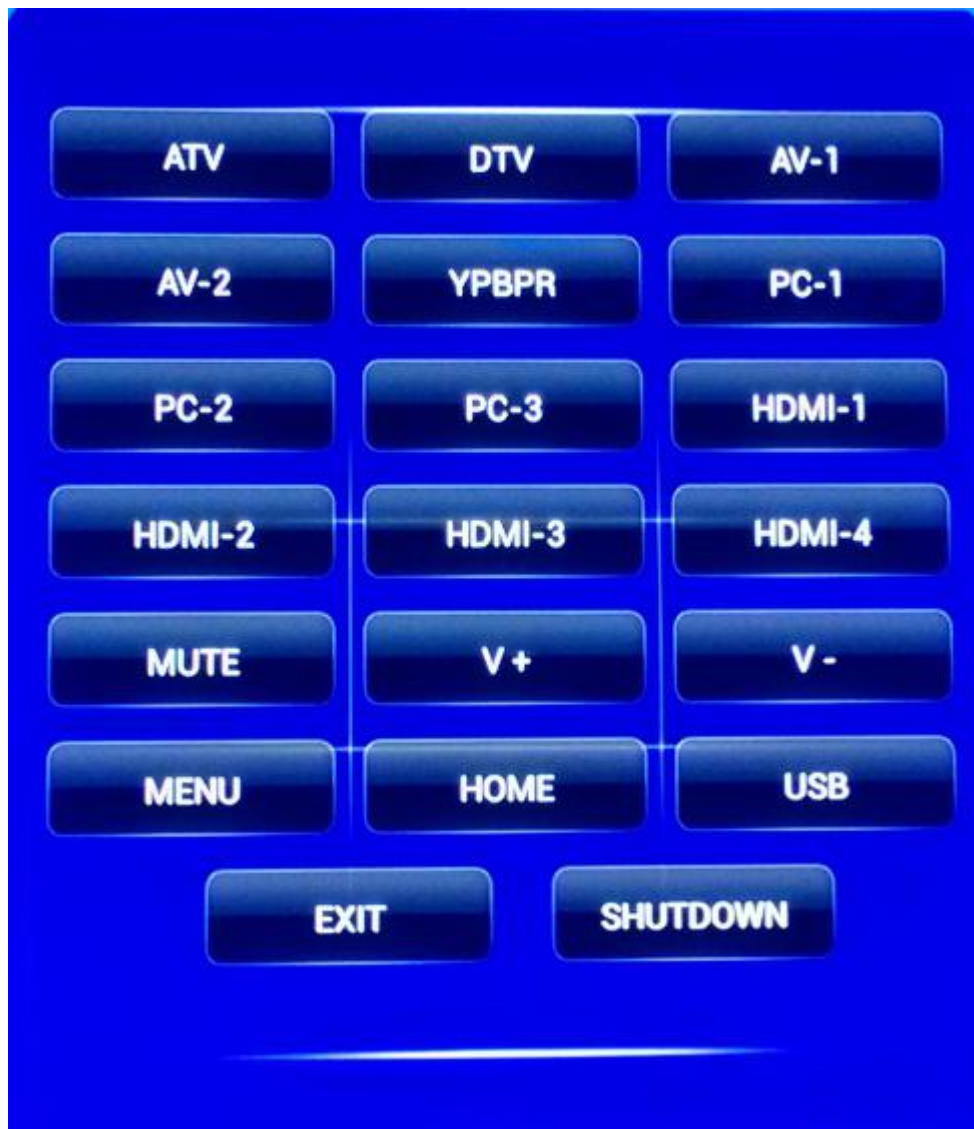 ATV DTV AV-1
AV-2 YPBPR PC-1
PC-2 PC-3 HDMI-1
HDMI-2 HDMI-3 HDMI-4
MUTE V + V -
MENU HOME USB
EXIT SHUTDOWN